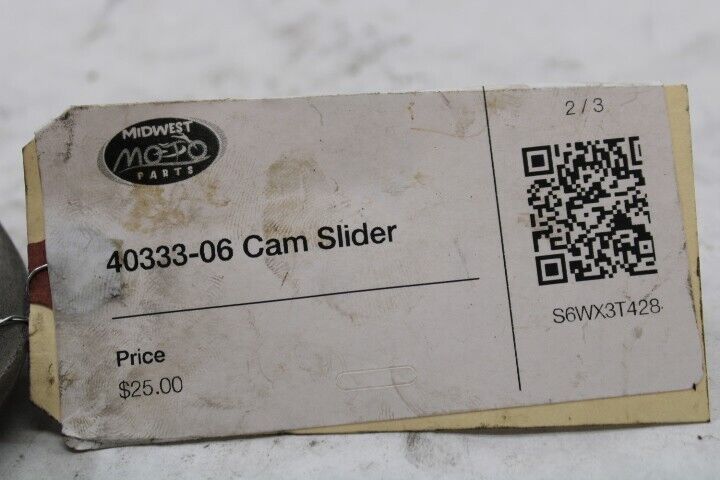 MIDWEST
MOTO
PARTS
40333-06 Cam Slider
Price
$25.00
2/3
S6WX3T428